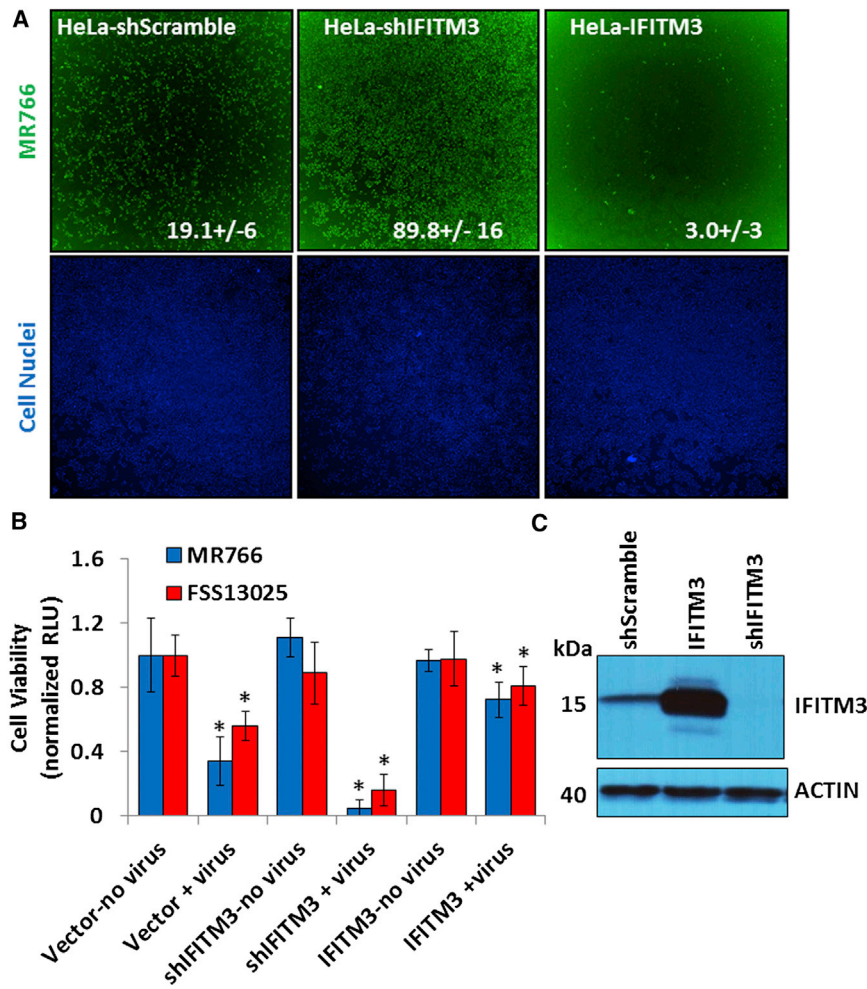 A
HeLa-shScramble
HeLa-shIFITM3
HeLa-IFITM3
MR766
19.1+/-6
89.8+/- 16
3.0+/-3
Cell Nuclei
B
MR766
FSS13025
Cell Viability
(normalized RLU)
1.6
1.2
0.8
0.4
0
* * * * * *
Vector-no virus
Vector + virus
shIFITM3-no virus
shIFITM3 + virus
IFITM3-no virus
IFITM3 +virus
C
shScramble
IFITM3
shIFITM3
kDa
15
IFITM3
40
ACTIN